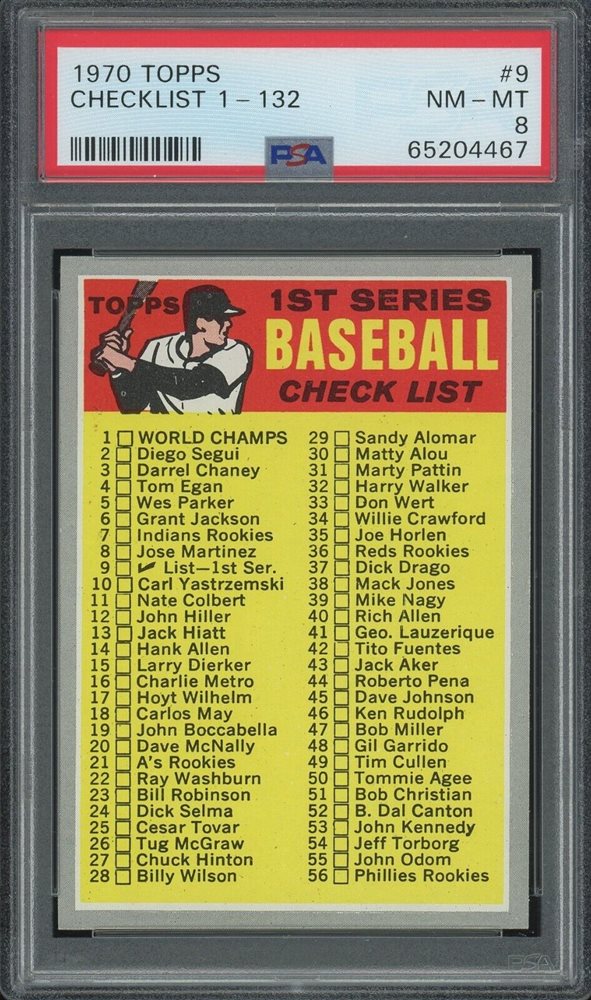 1970 TOPPS #9
CHECKLIST 1 - 132 NM - MT
8
PSA 65204467
TOPPS 1ST SERIES
BASEBALL
CHECK LIST
1 WORLD CHAMPS
2 Diego Segui
3 Darrel Chaney
4 Tom Egan
5 Wes Parker
6 Grant Jackson
7 Indians Rookies
8 Jose Martinez
9 ✓ List—1st Ser.
10 Carl Yastrzemski
11 Nate Colbert
12 John Hiller
13 Jack Hiatt
14 Hank Allen
15 Larry Dierker
16 Charlie Metro
17 Hoyt Wilhelm
18 Carlos May
19 John Boccabella
20 Dave McNally
21 A's Rookies
22 Ray Washburn
23 Bill Robinson
24 Dick Selma
25 Cesar Tovar
26 Tug McGraw
27 Chuck Hinton
28 Billy Wilson
29 Sandy Alomar
30 Matty Alou
31 Marty Pattin
32 Harry Walker
33 Don Wert
34 Willie Crawford
35 Joe Horlen
36 Reds Rookies
37 Dick Drago
38 Mack Jones
39 Mike Nagy
40 Rich Allen
41 Geo. Lauzerique
42 Tito Fuentes
43 Jack Aker
44 Roberto Pena
45 Dave Johnson
46 Ken Rudolph
47 Bob Miller
48 Gil Garrido
49 Tim Cullen
50 Tommie Agee
51 Bob Christian
52 B. Dal Canton
53 John Kennedy
54 Jeff Torborg
55 John Odom
56 Phillies Rookies
PSA